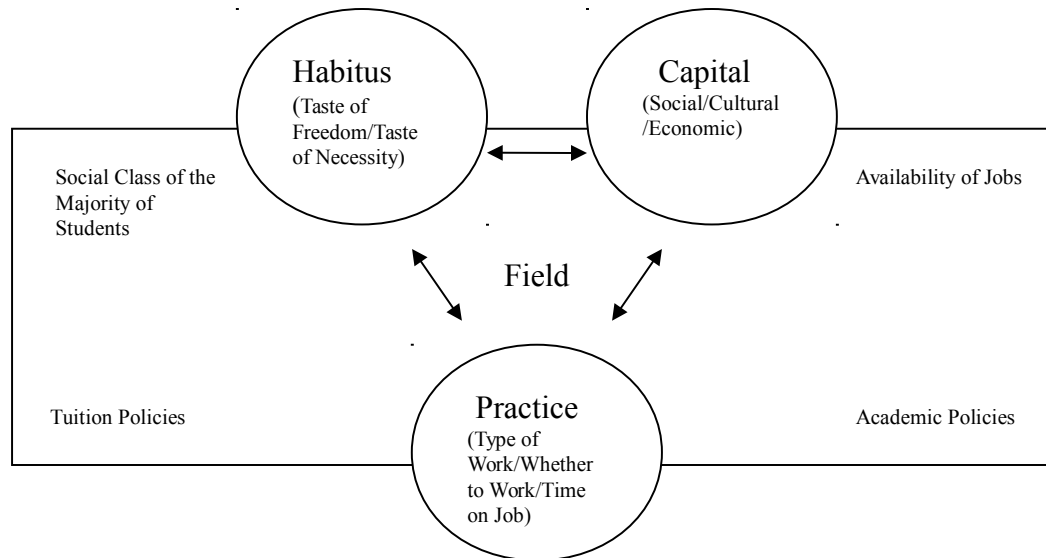 Habitus
(Taste of
Freedom/Taste
of Necessity)
Capital
(Social/Cultural
/Economic)
Social Class of the
Majority of
Students
Availability of Jobs
Field
Tuition Policies
Practice
(Type of
Work/Whether
to Work/Time
on Job)
Academic Policies